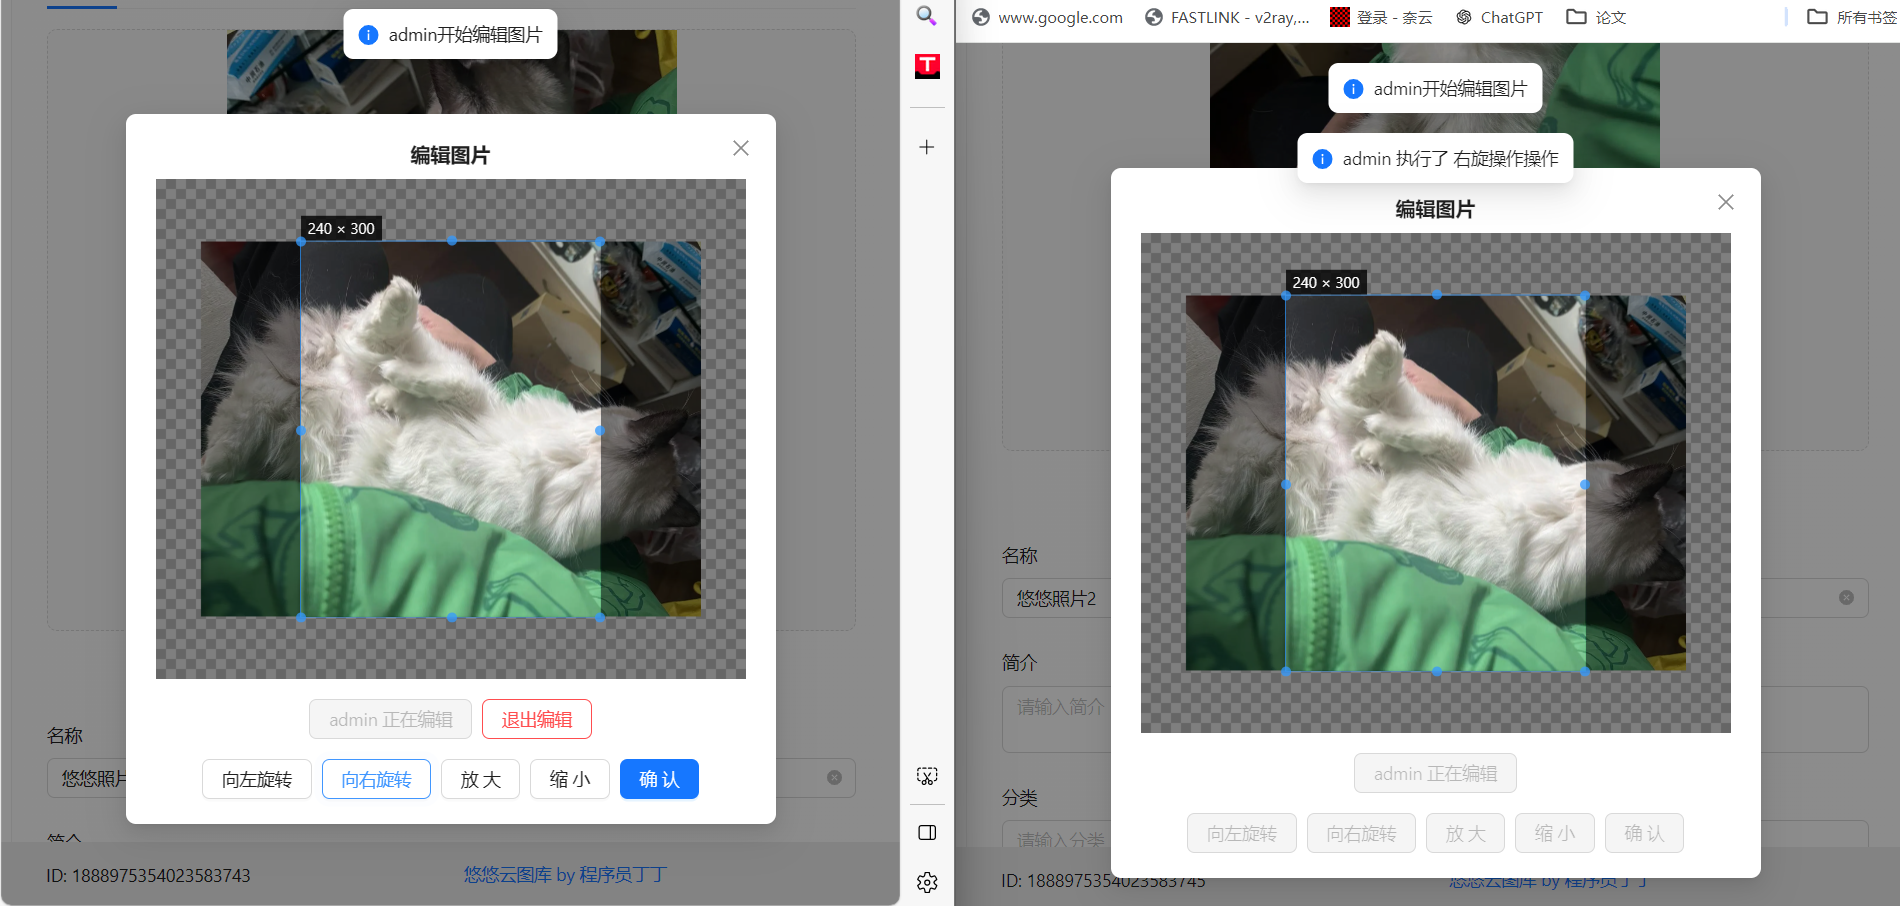 admin开始编辑图片
编辑图片
240 × 300
admin 正在编辑
退出编辑
向左旋转
向右旋转
放 大
缩 小
确 认
名称
悠悠照片
ID: 1888975354023583743
悠悠云图库 by 程序员丁丁
www.google.com
FASTLINK - v2ray,...
登录 - 奈云
ChatGPT
论文
所有书签
admin开始编辑图片
admin 执行了 右旋操作操作
编辑图片
240 × 300
名称
悠悠照片2
简介
请输入简介
分类
请输入分类
admin 正在编辑
向左旋转
向右旋转
放 大
缩 小
确 认
ID: 1888975354023583745
悠悠云图库 by 程序员丁丁